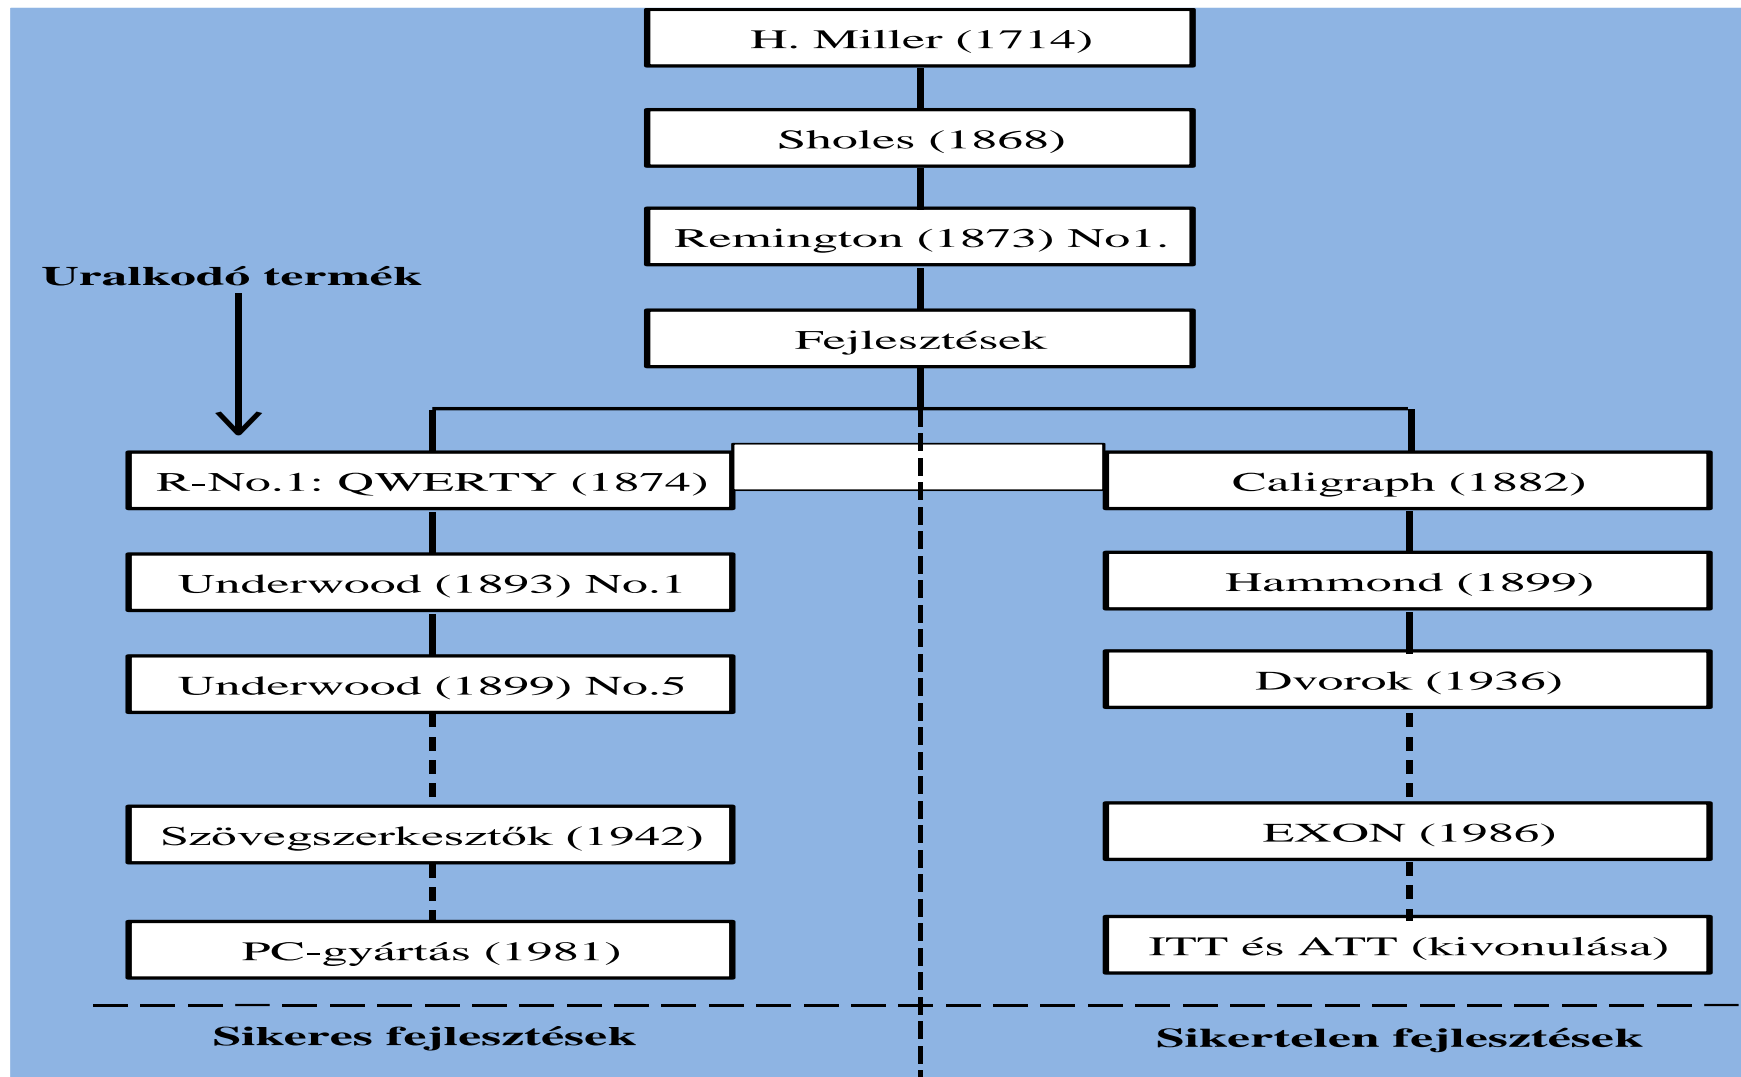 H. Miller (1714)
Sholes (1868)
Remington (1873) No1.
Uralkodó termék
Fejlesztések
R-No.1: QWERTY (1874)
Underwood (1893) No.1
Underwood (1899) No.5
Szövegszerkesztők (1942)
PC-gyártás (1981)
Sikeres fejlesztések
Caligraph (1882)
Hammond (1899)
Dvorok (1936)
EXON (1986)
ITT és ATT (kivonulása)
Sikertelen fejlesztések